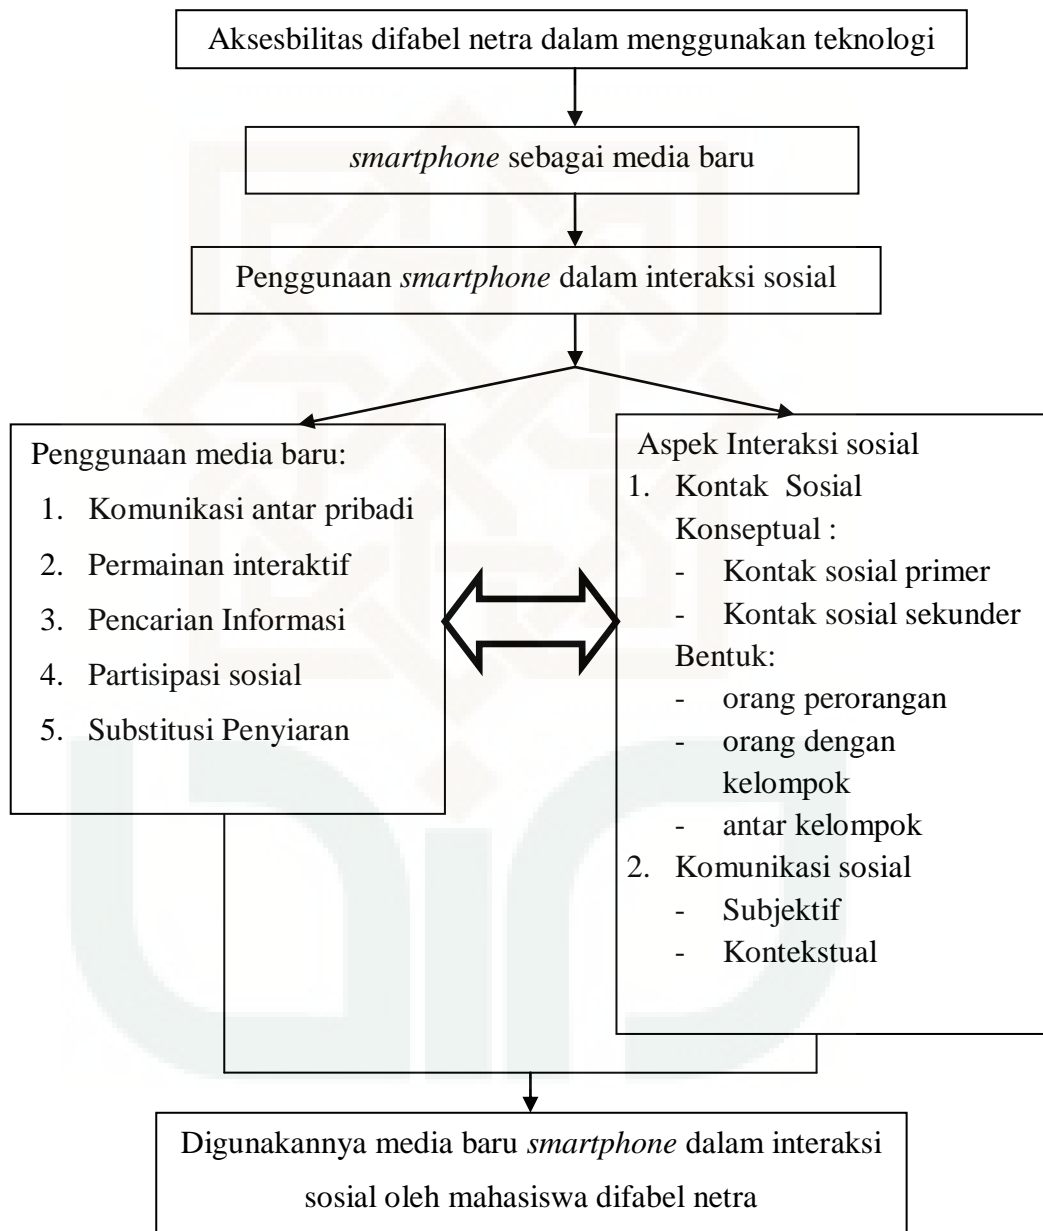 Aksesbilitas difabel netra dalam menggunakan teknologi
smartphone sebagai media baru
Penggunaan smartphone dalam interaksi sosial
Penggunaan media baru:
1. Komunikasi antar pribadi
2. Permainan interaktif
3. Pencarian Informasi
4. Partisipasi sosial
5. Substitusi Penyiaran
Aspek Interaksi sosial
1. Kontak Sosial
Konseptual :
- Kontak sosial primer
- Kontak sosial sekunder
Bentuk:
- orang perorangan
- orang dengan
kelompok
- antar kelompok
2. Komunikasi sosial
- Subjektif
- Kontekstual
Digunakannya media baru smartphone dalam interaksi
sosial oleh mahasiswa difabel netra